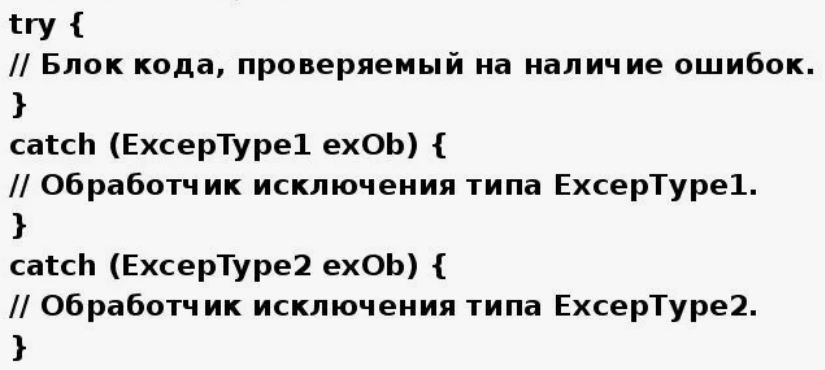 try {
// Блок кода, проверяемый на наличие ошибок.
}
catch (ExcepType1 exOb) {
// Обработчик исключения типа ExcepType1.
}
catch (ExcepType2 exOb) {
// Обработчик исключения типа ExcepType2.
}